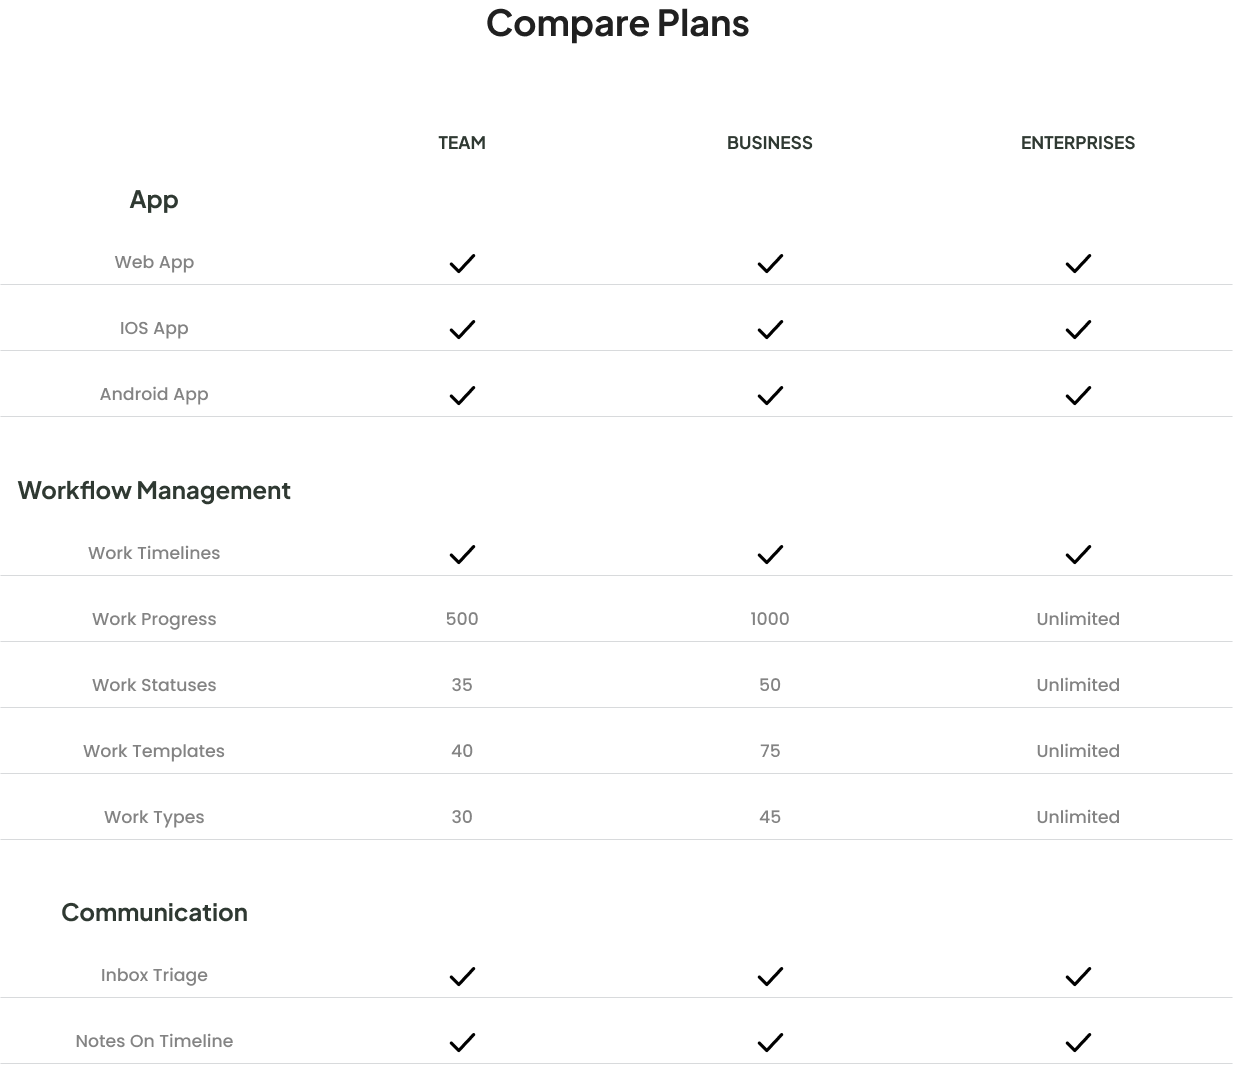 Compare Plans
TEAM BUSINESS ENTERPRISES
App
Web App
IOS App
Android App
Workflow Management
Work Timelines
Work Progress 500 1000 Unlimited
Work Statuses 35 50 Unlimited
Work Templates 40 75 Unlimited
Work Types 30 45 Unlimited
Communication
Inbox Triage
Notes On Timeline